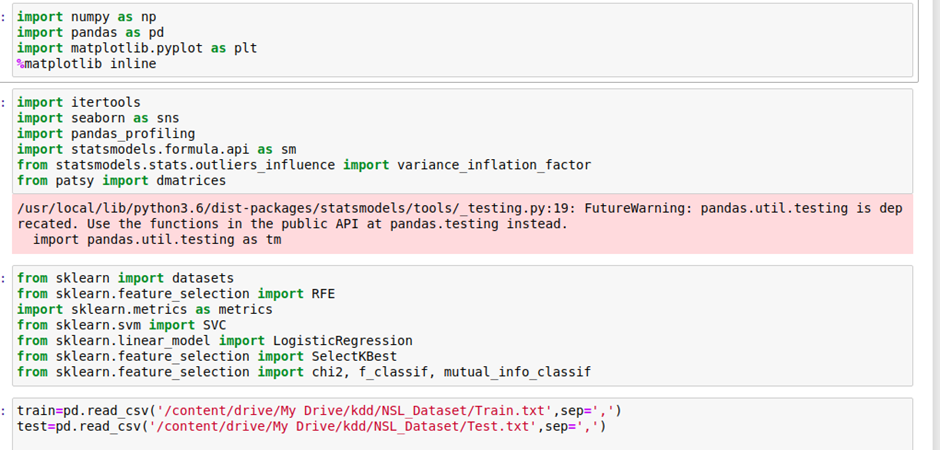 : import numpy as np
import pandas as pd
import matplotlib.pyplot as plt
%matplotlib inline
: import itertools
import seaborn as sns
import pandas_profiling
import statsmodels.formula.api as sm
from statsmodels.stats.outliers_influence import variance_inflation_factor
from patsy import dmatrices
/usr/local/lib/python3.6/dist-packages/statsmodels/tools/_testing.py:19: FutureWarning: pandas.util.testing is dep
recated. Use the functions in the public API at pandas.testing instead.
  import pandas.util.testing as tm
: from sklearn import datasets
from sklearn.feature_selection import RFE
import sklearn.metrics as metrics
from sklearn.svm import SVC
from sklearn.linear_model import LogisticRegression
from sklearn.feature_selection import SelectKBest
from sklearn.feature_selection import chi2, f_classif, mutual_info_classif
: train=pd.read_csv('/content/drive/My Drive/kdd/NSL_Dataset/Train.txt',sep=',')
test=pd.read_csv('/content/drive/My Drive/kdd/NSL_Dataset/Test.txt',sep=',')